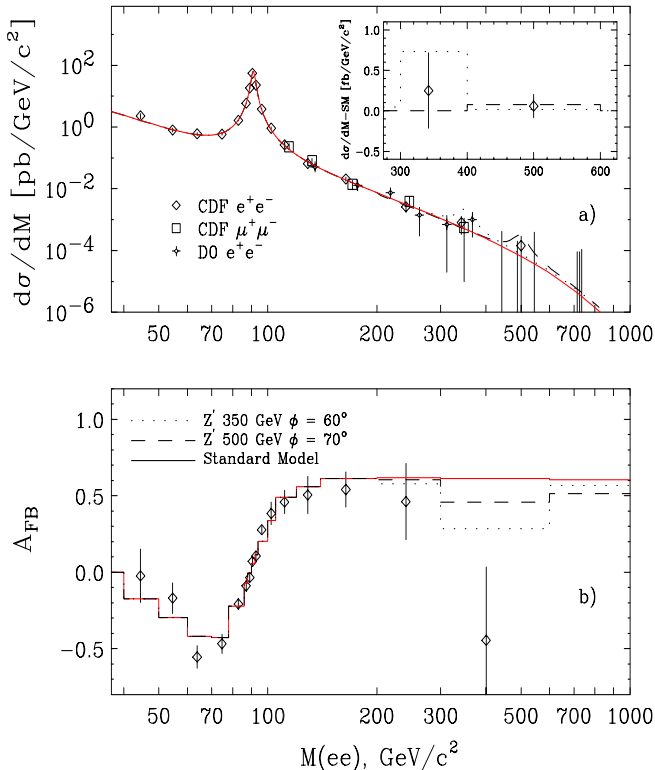 dσ/dM [pb/GeV/c²]
10²
10⁰
10⁻²
10⁻⁴
10⁻⁶
dσ/dM-SM [fb/GeV/c²]
1.0
0.5
0.0
-0.5
300 400 500 600
◇ CDF e⁺e⁻
□ CDF μ⁺μ⁻
✧ D0 e⁺e⁻
a)
50 70 100 200 300 500 700 1000
A_FB
1.0
0.5
0.0
-0.5
Z′ 350 GeV φ = 60°
Z′ 500 GeV φ = 70°
Standard Model
b)
50 70 100 200 300 500 700 1000
M(ee), GeV/c²